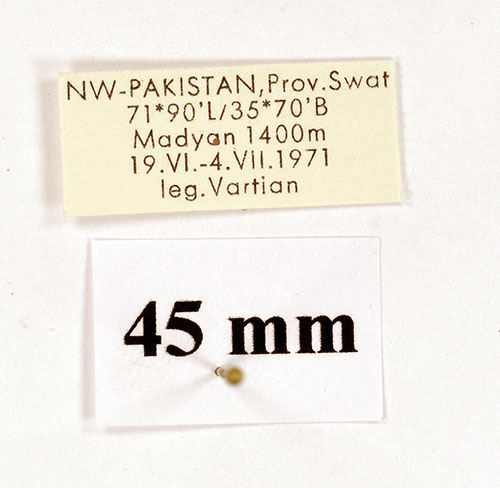 NW-PAKISTAN,Prov.Swat
71*90'L/35*70'B
Madyan 1400m
19.VI.-4.VII.1971
leg.Vartian
45 mm